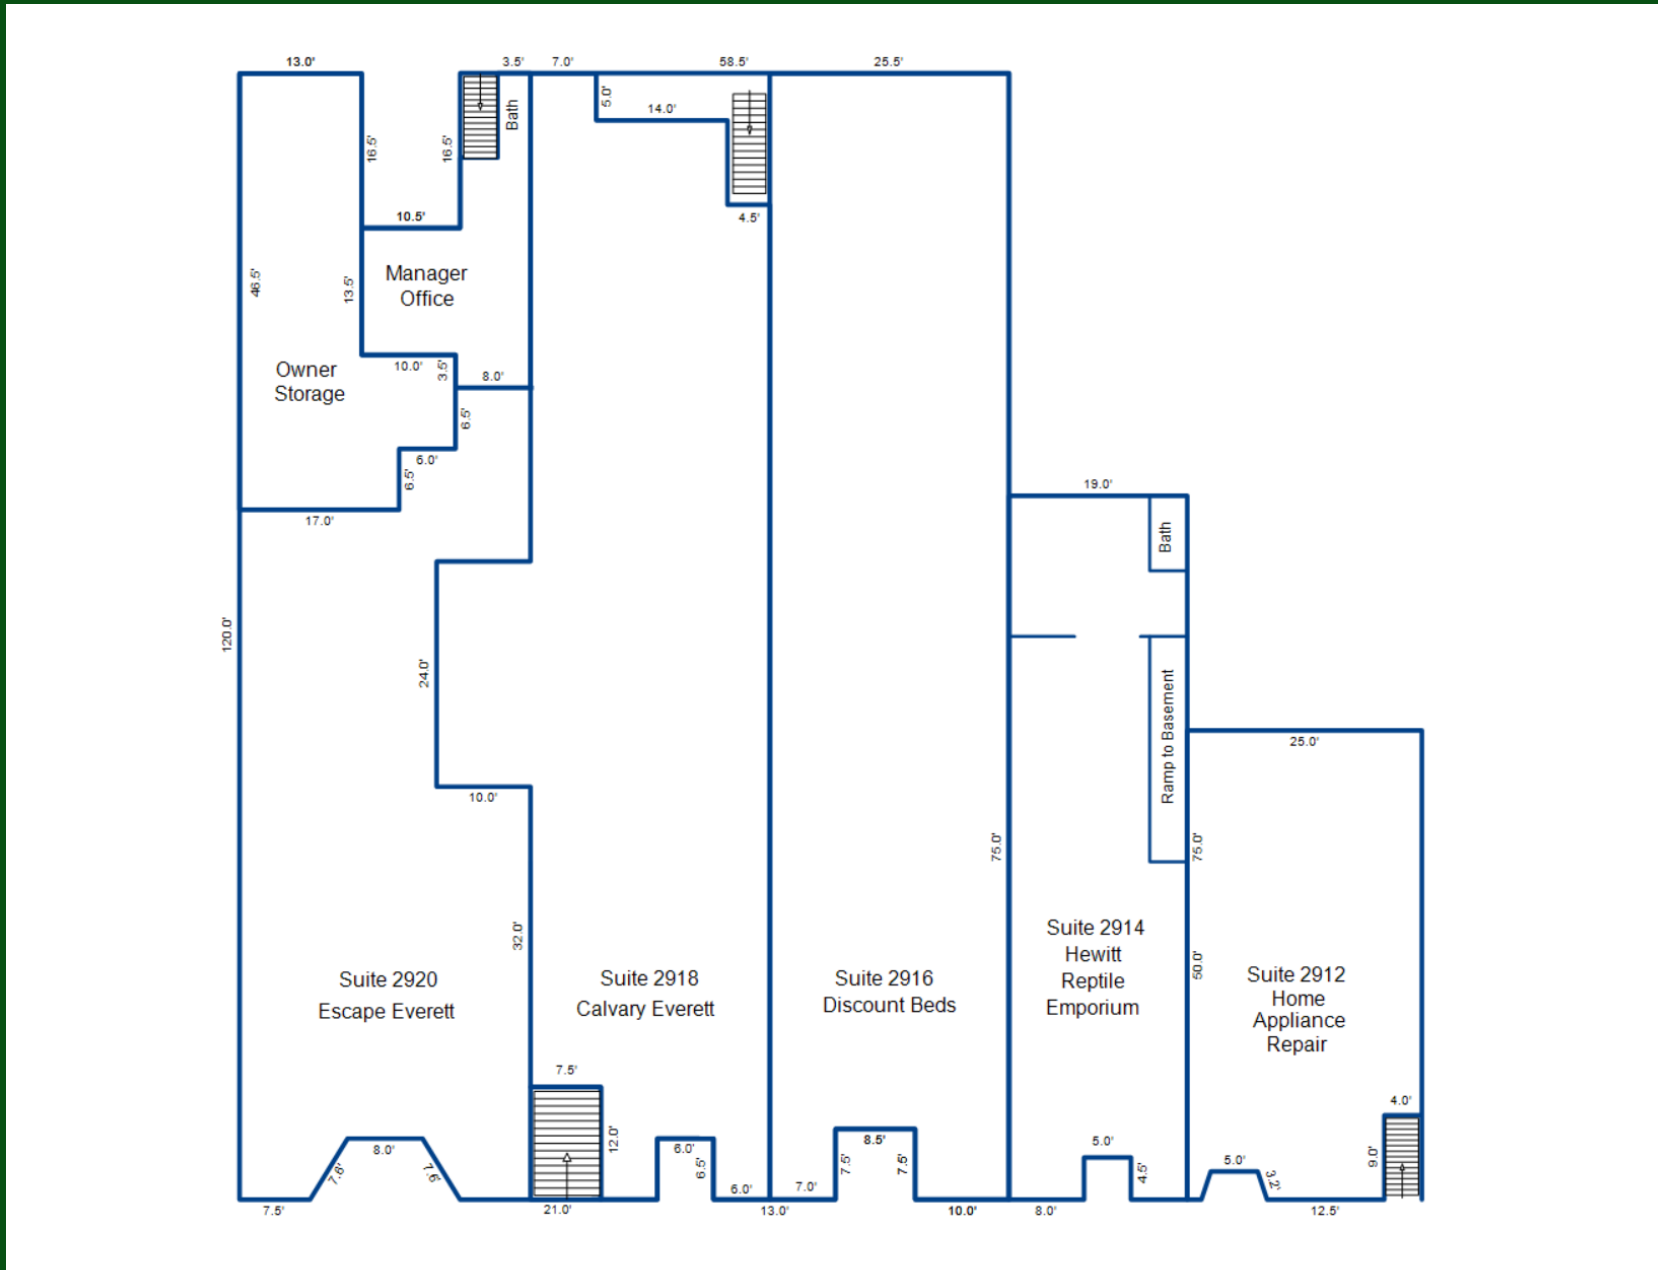 13.0'
3.5'
7.0'
58.5'
25.5'
5.0'
14.0'
Bath
16.5'
16.5'
10.5'
4.5'
Manager
Office
46.5'
13.5'
Owner
Storage
10.0'
3.5'
8.0'
6.5'
6.0'
6.5'
17.0'
19.0'
Bath
120.0'
24.0'
10.0'
Ramp to Basement
25.0'
75.0'
75.0'
32.0'
50.0'
Suite 2920
Escape Everett
Suite 2918
Calvary Everett
Suite 2916
Discount Beds
Suite 2914
Hewitt
Reptile
Emporium
Suite 2912
Home
Appliance
Repair
7.5'
12.0'
4.0'
9.0'
8.0'
7.6'
7.6'
6.0'
6.5'
6.0'
8.5'
7.5'
7.5'
7.0'
5.0'
4.5'
5.0'
3.2'
7.5'
21.0'
13.0'
10.0'
8.0'
12.5'